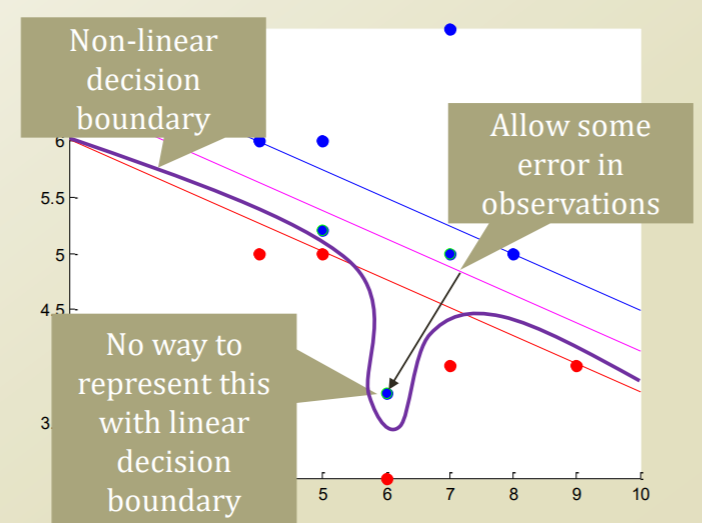 Non-linear
decision
boundary
Allow some
error in
observations
6
5.5
5
4.5
No way to
represent this
with linear
decision
boundary
3.
5 6 7 8 9 10